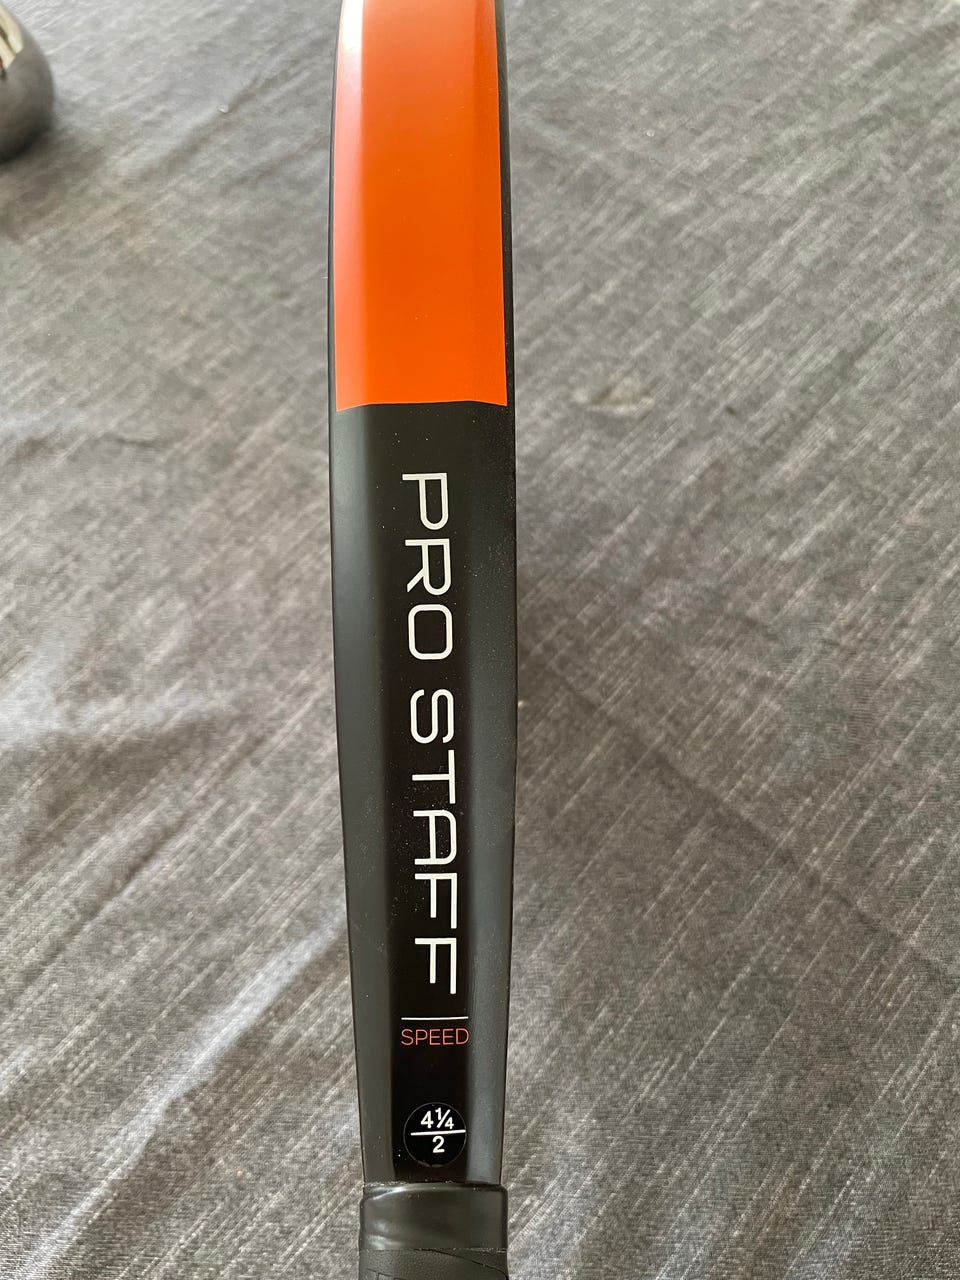 PRO STAFF
SPEED
4¼
2